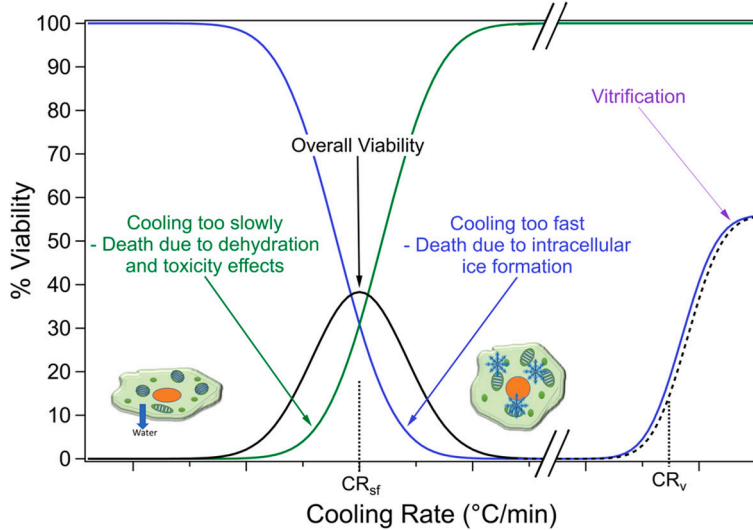 100
90
80
70
60
50
40
30
20
10
0
% Viability
Vitrification
Overall Viability
Cooling too slowly
- Death due to dehydration
and toxicity effects
Cooling too fast
- Death due to intracellular
ice formation
Water
CRsf
CRv
Cooling Rate (°C/min)